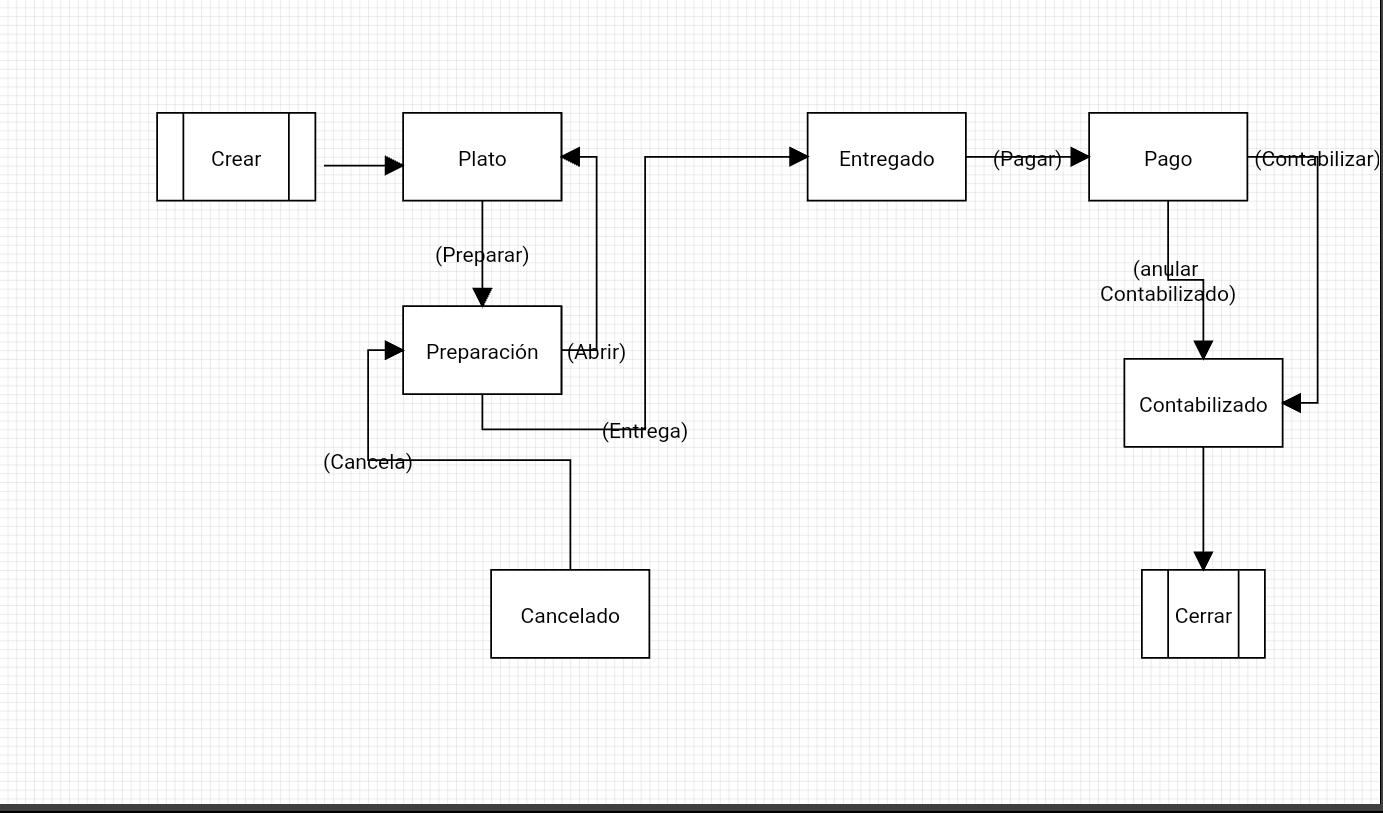 Crear
Plato
Entregado
(Pagar)
Pago
(Contabilizar)
(Preparar)
(anular
Contabilizado)
Preparación
(Abrir)
Contabilizado
(Entrega)
(Cancela)
Cancelado
Cerrar